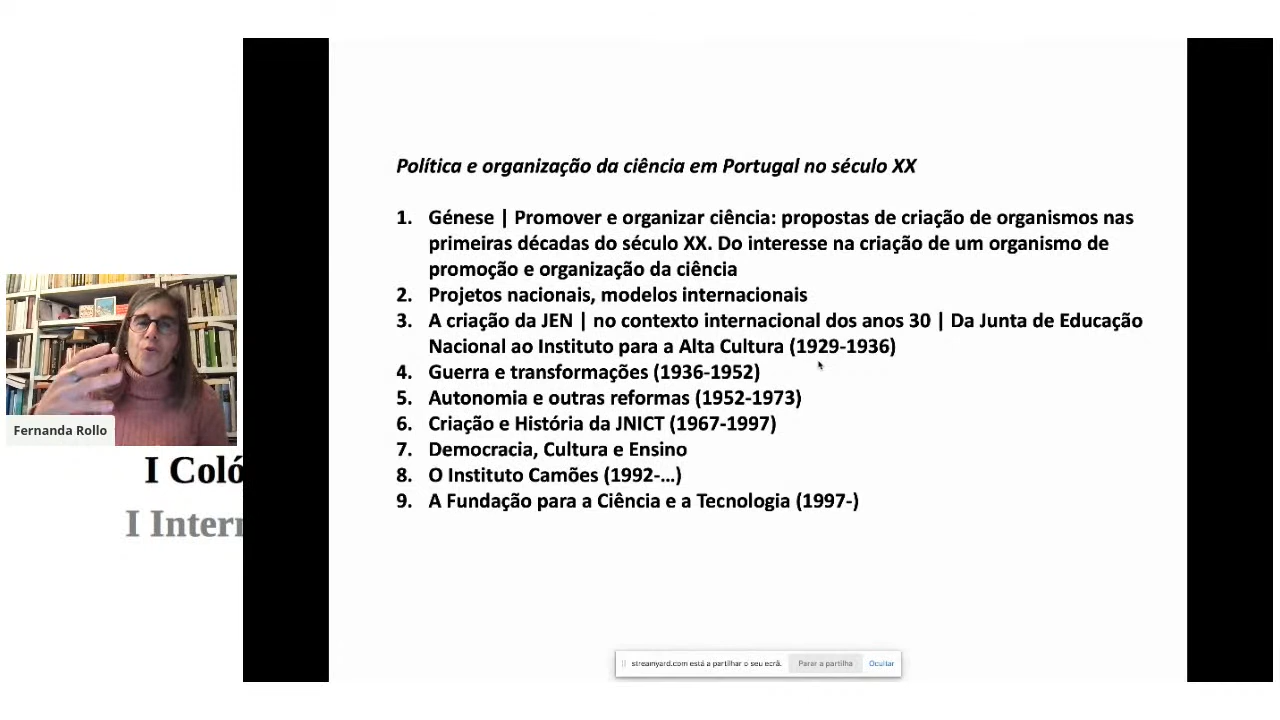 Política e organização da ciência em Portugal no século XX
1. Génese | Promover e organizar ciência: propostas de criação de organismos nas
primeiras décadas do século XX. Do interesse na criação de um organismo de
promoção e organização da ciência
2. Projetos nacionais, modelos internacionais
3. A criação da JEN | no contexto internacional dos anos 30 | Da Junta de Educação
Nacional ao Instituto para a Alta Cultura (1929-1936)
4. Guerra e transformações (1936-1952)
5. Autonomia e outras reformas (1952-1973)
6. Criação e História da JNICT (1967-1997)
7. Democracia, Cultura e Ensino
8. O Instituto Camões (1992-...)
9. A Fundação para a Ciência e a Tecnologia (1997-)
Fernanda Rollo
I Coló
I Intern
streamyard.com está a partilhar o seu ecrã. Parar a partilha Ocultar